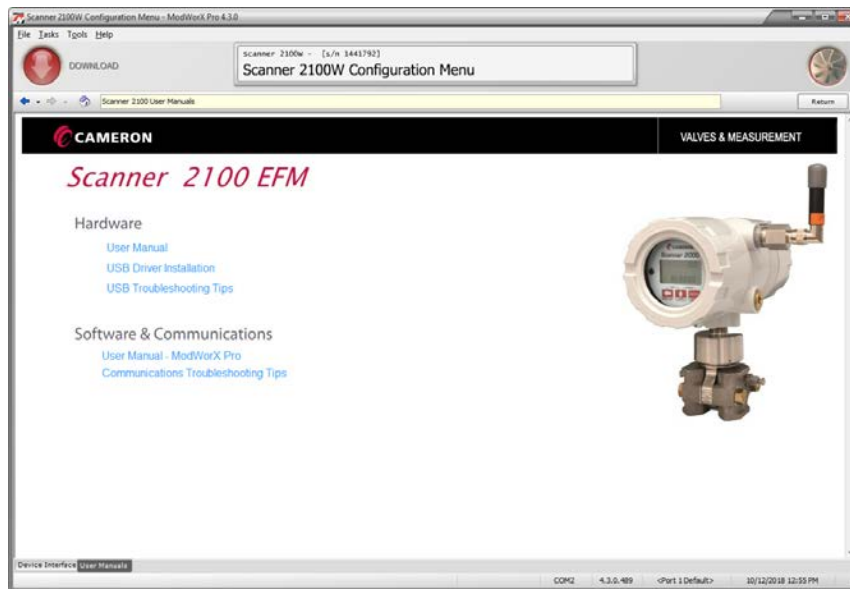 Scanner 2100W Configuration Menu - ModWorX Pro 4.3.0
File Tasks Tools Help
DOWNLOAD
scanner 2100w - [s/n 1441792]
Scanner 2100W Configuration Menu
Scanner 2100 User Manuals
Return
CAMERON
VALVES & MEASUREMENT
Scanner 2100 EFM
Hardware
User Manual
USB Driver Installation
USB Troubleshooting Tips
Software & Communications
User Manual - ModWorX Pro
Communications Troubleshooting Tips
CAMERON
Scanner 2000
Device Interface User Manuals
COM2 4.3.0.489 <Port 1 Default> 10/12/2018 12:55 PM